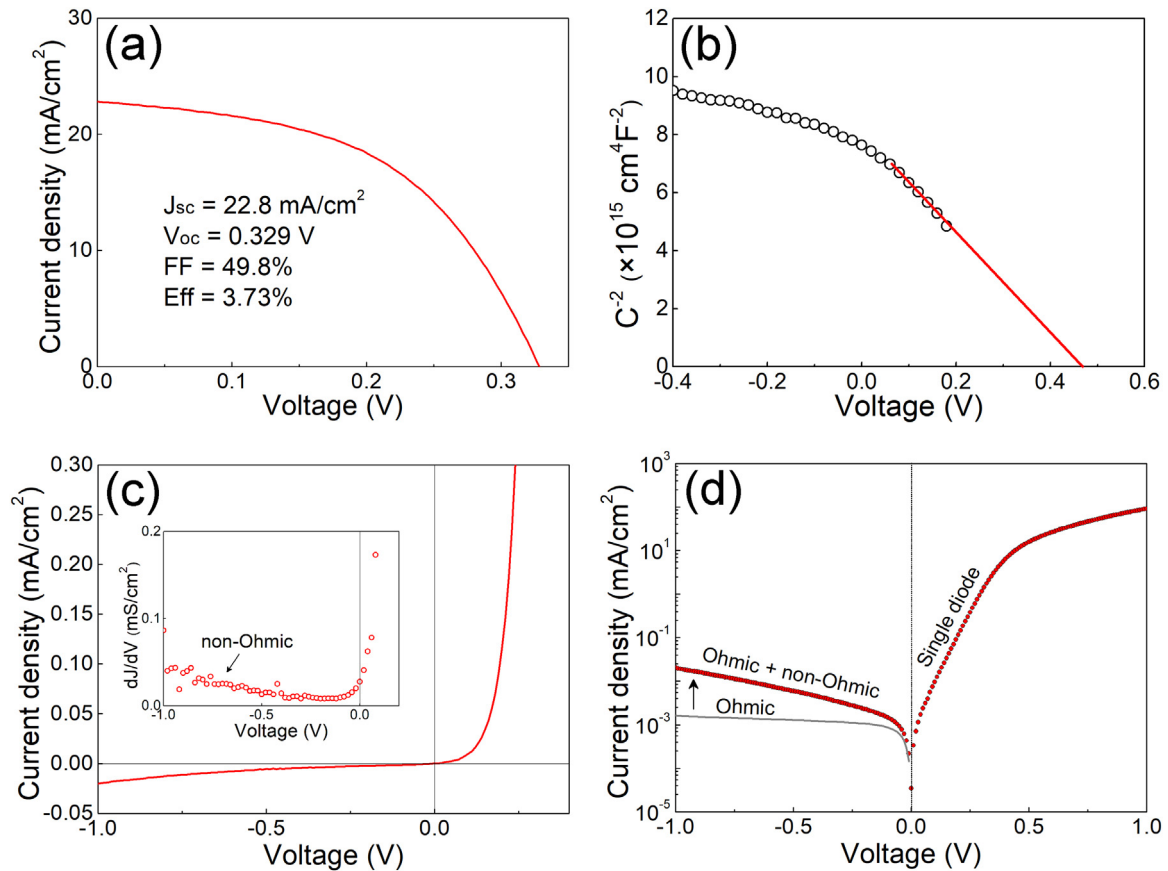 (a)
30
20
10
0
Current density (mA/cm²)
Jsc = 22.8 mA/cm²
Voc = 0.329 V
FF = 49.8%
Eff = 3.73%
0.0 0.1 0.2 0.3
Voltage (V)
(b)
12
10
8
6
4
2
0
C⁻² (×10¹⁵ cm⁴F⁻²)
-0.4 -0.2 0.0 0.2 0.4 0.6
Voltage (V)
(c)
0.30
0.25
0.20
0.15
0.10
0.05
0.00
-0.05
Current density (mA/cm²)
0.2
0.1
0.0
dJ/dV (mS/cm²)
non-Ohmic
-1.0 -0.5 0.0
Voltage (V)
-1.0 -0.5 0.0
Voltage (V)
(d)
10³
10¹
10⁻¹
10⁻³
10⁻⁵
Current density (mA/cm²)
Single diode
Ohmic + non-Ohmic
Ohmic
-1.0 -0.5 0.0 0.5 1.0
Voltage (V)